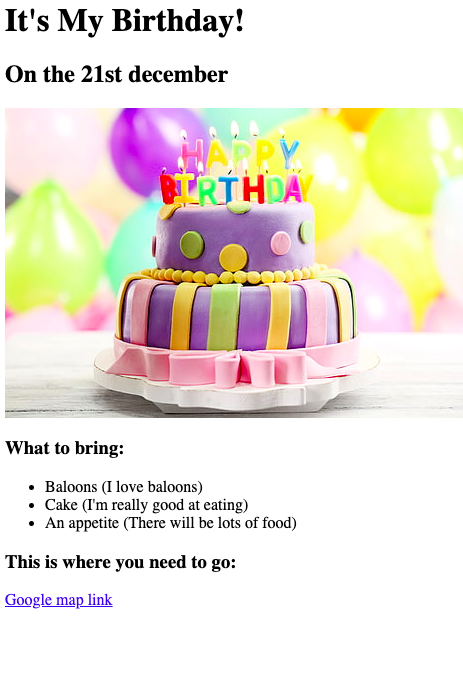 It's My Birthday!
On the 21st december
HAPPY
BIRTHDAY
What to bring:
Baloons (I love baloons)
Cake (I'm really good at eating)
An appetite (There will be lots of food)
This is where you need to go:
Google map link